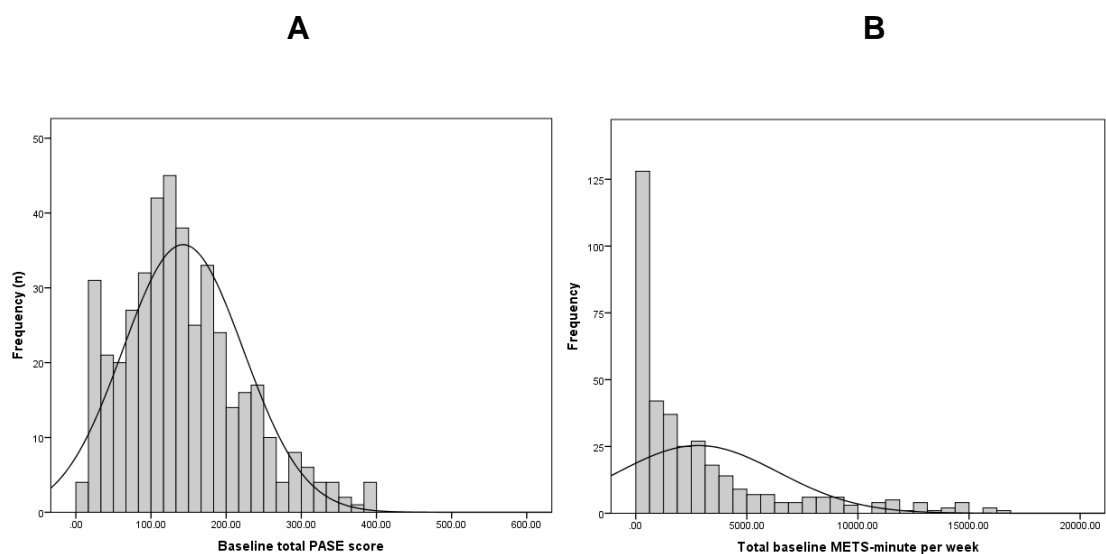 A
B
50
40
30
20
10
0
Frequency (n)
.00 100.00 200.00 300.00 400.00 500.00 600.00
Baseline total PASE score
125
100
75
50
25
0
Frequency
.00 5000.00 10000.00 15000.00 20000.00
Total baseline METS-minute per week